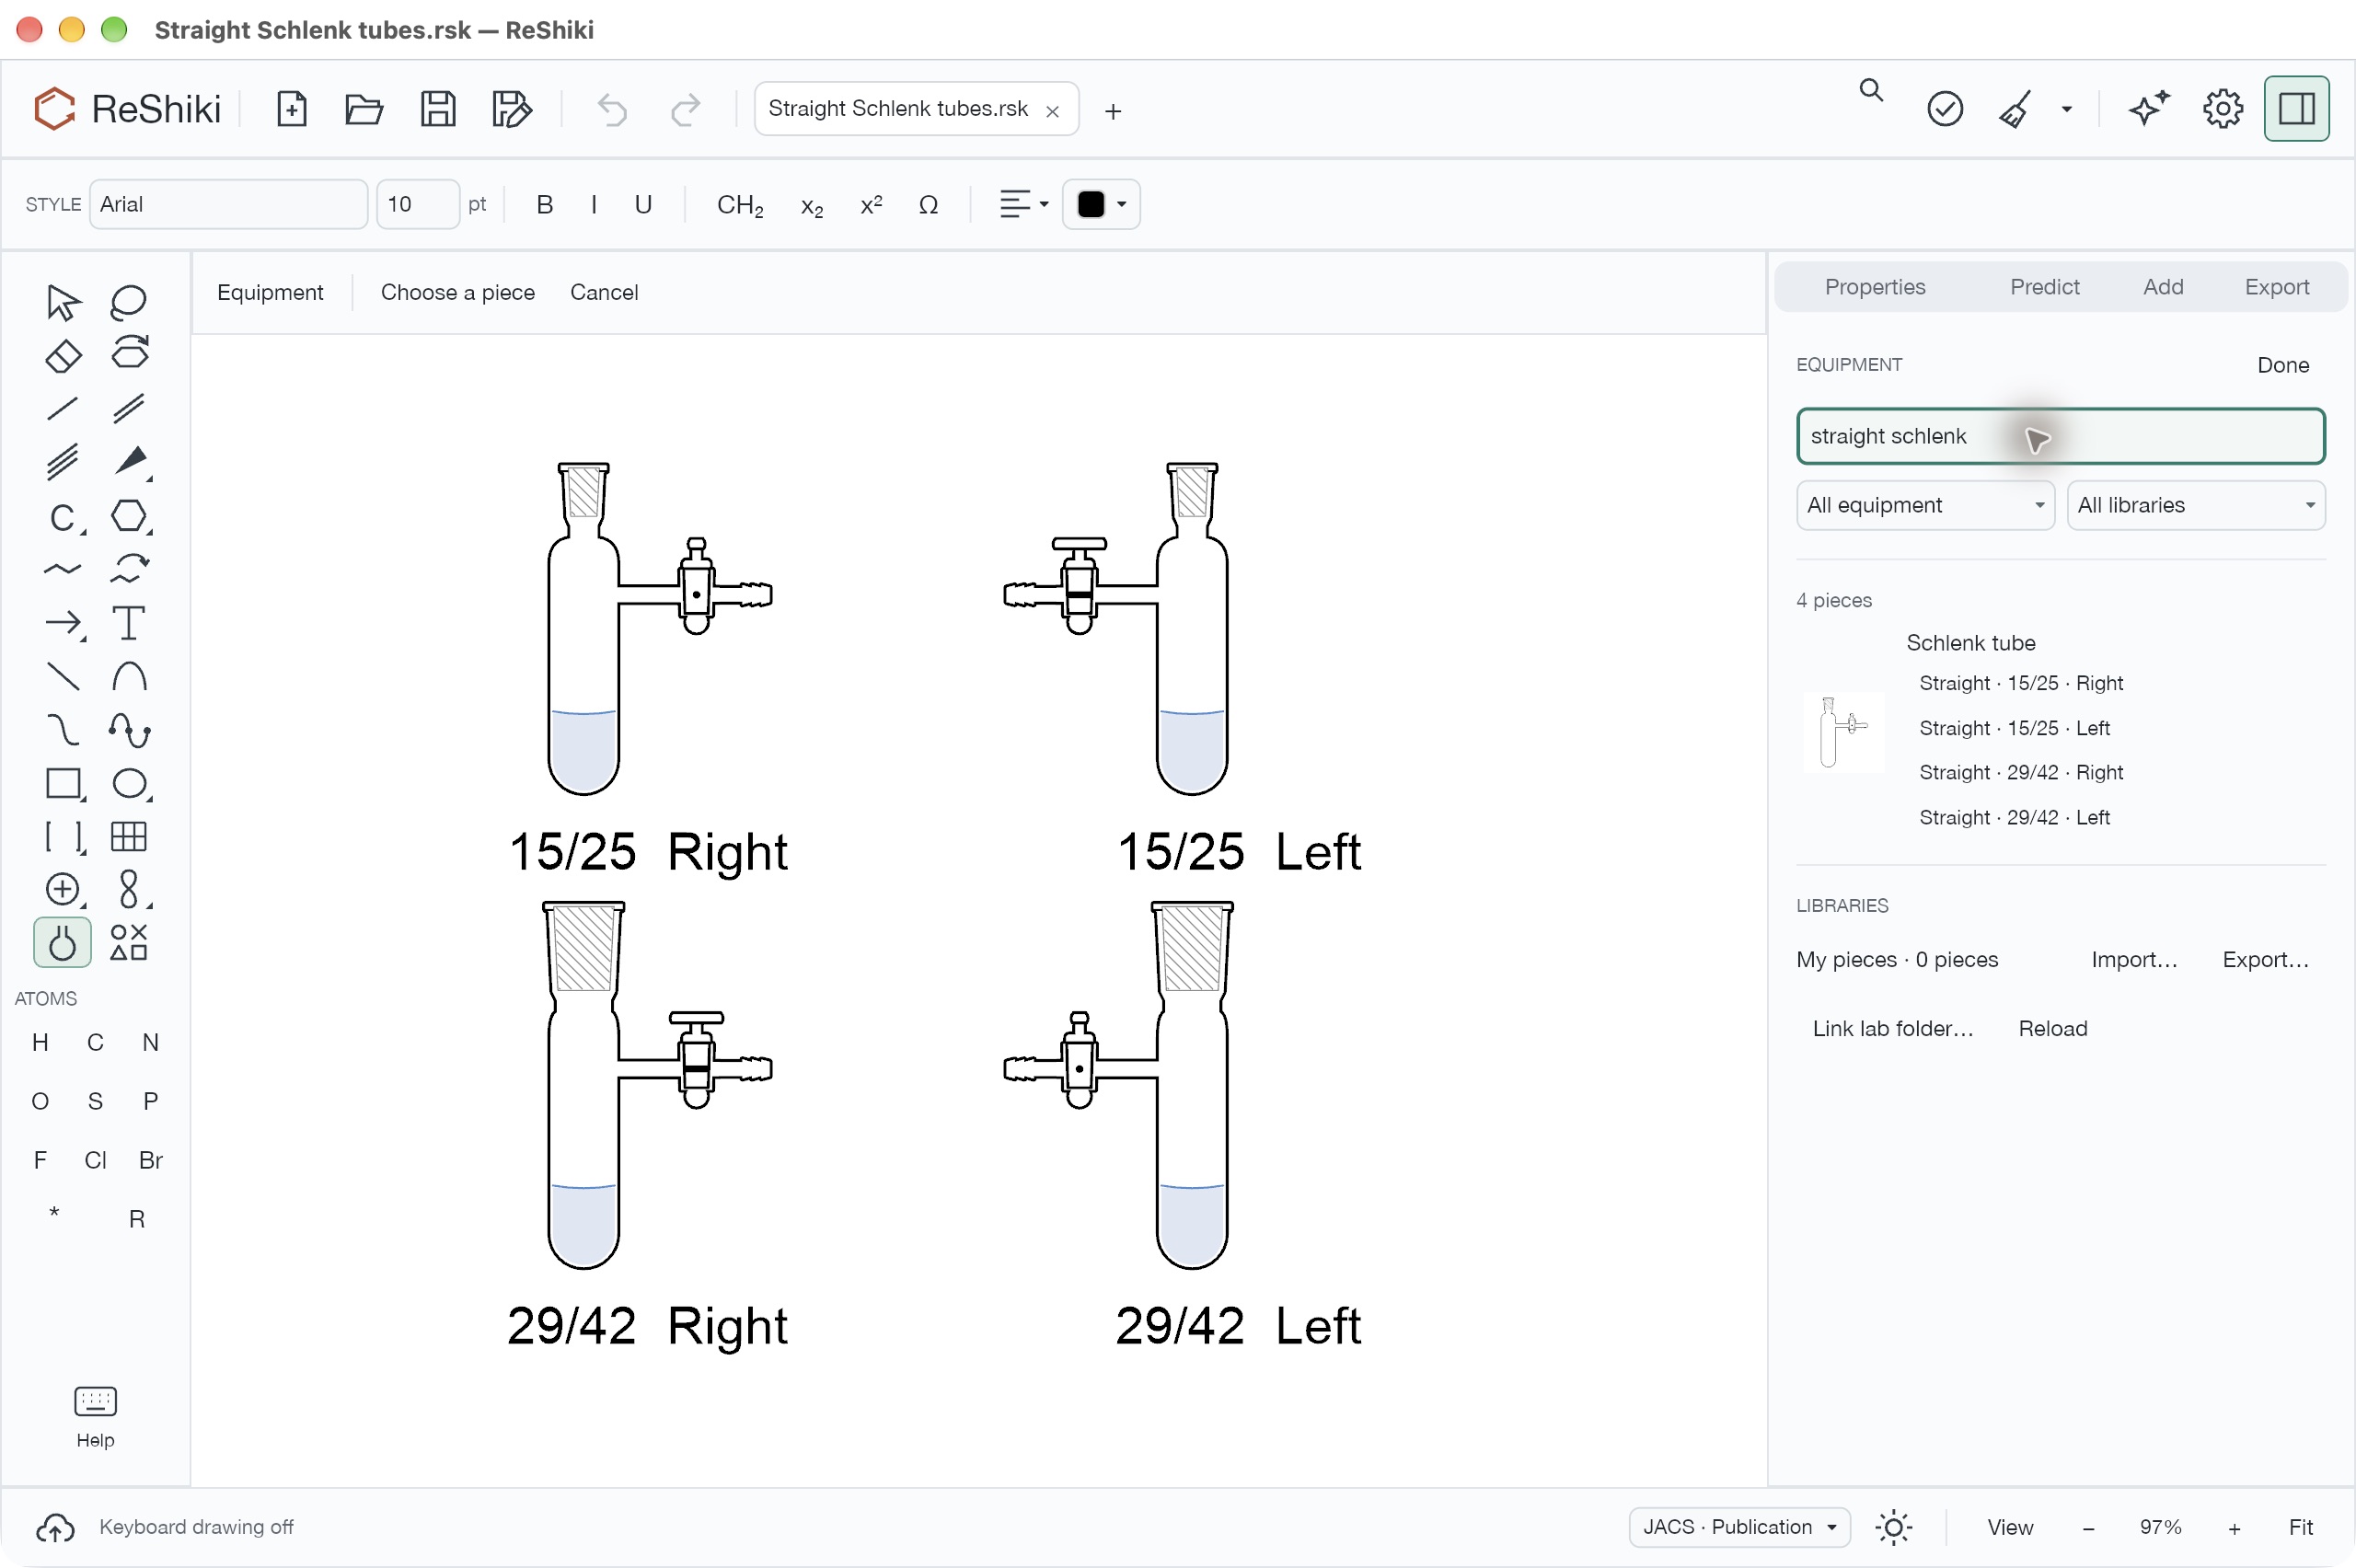 Straight Schlenk tubes.rsk — ReShiki
ReShiki
Straight Schlenk tubes.rsk × +
STYLE Arial 10 pt B I U CH₂ x₂ x² Ω
Equipment Choose a piece Cancel
C
T
ATOMS
H C N
O S P
F Cl Br
* R
Help
15/25 Right
15/25 Left
29/42 Right
29/42 Left
Properties Predict Add Export
EQUIPMENT Done
straight schlenk
All equipment All libraries
4 pieces
Schlenk tube
Straight · 15/25 · Right
Straight · 15/25 · Left
Straight · 29/42 · Right
Straight · 29/42 · Left
LIBRARIES
My pieces · 0 pieces Import... Export...
Link lab folder... Reload
Keyboard drawing off
JACS · Publication View − 97% + Fit